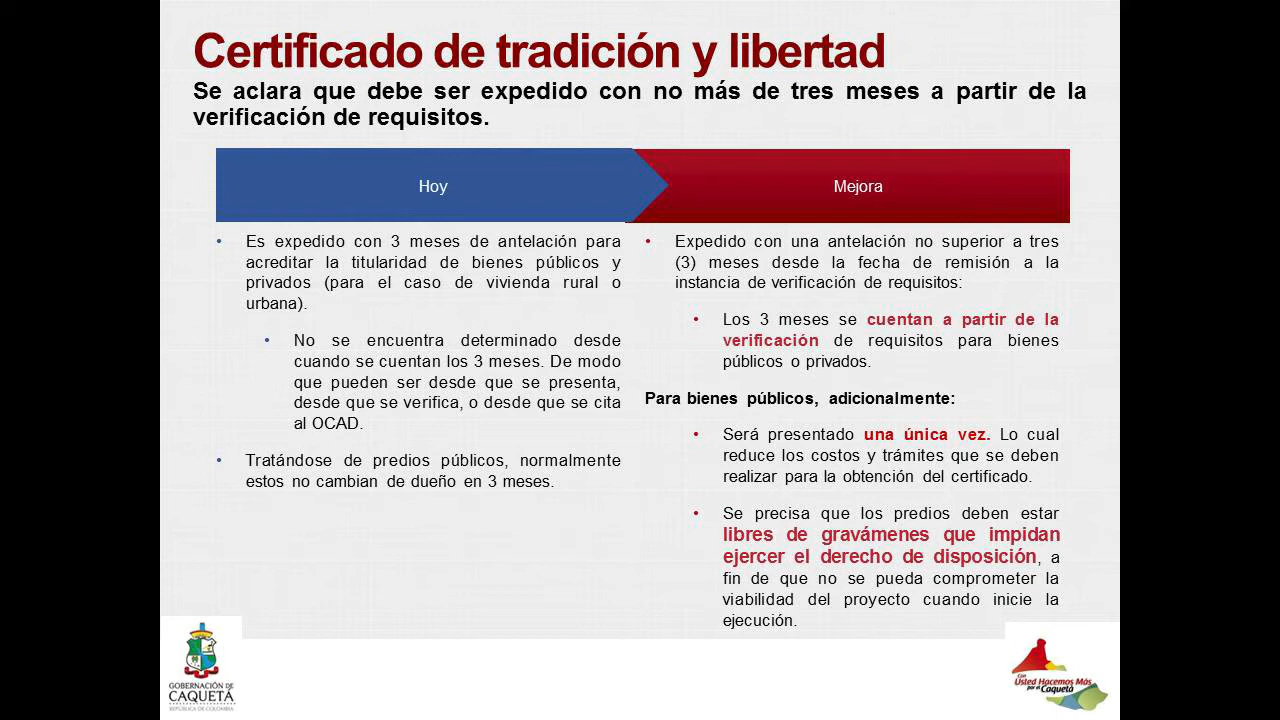 Certificado de tradición y libertad
Se aclara que debe ser expedido con no más de tres meses a partir de la
verificación de requisitos.
Hoy
Mejora
• Es expedido con 3 meses de antelación para
acreditar la titularidad de bienes públicos y
privados (para el caso de vivienda rural o
urbana).
• No se encuentra determinado desde
cuando se cuentan los 3 meses. De modo
que pueden ser desde que se presenta,
desde que se verifica, o desde que se cita
al OCAD.
• Tratándose de predios públicos, normalmente
estos no cambian de dueño en 3 meses.
• Expedido con una antelación no superior a tres
(3) meses desde la fecha de remisión a la
instancia de verificación de requisitos:
• Los 3 meses se cuentan a partir de la
verificación de requisitos para bienes
públicos o privados.
Para bienes públicos, adicionalmente:
• Será presentado una única vez. Lo cual
reduce los costos y trámites que se deben
realizar para la obtención del certificado.
• Se precisa que los predios deben estar
libres de gravámenes que impidan
ejercer el derecho de disposición, a
fin de que no se pueda comprometer la
viabilidad del proyecto cuando inicie la
ejecución.
GOBERNACIÓN DE
CAQUETÁ
REPÚBLICA DE COLOMBIA
Con
Usted Hacemos Más
por el Caquetá